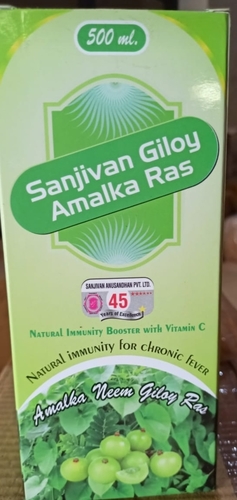 500 ml.
Sanjivan Giloy
Amalka Ras
SANJIVAN ANUSANDHAN PVT. LTD.
45
Years of Excellence
Natural Immunity Booster with Vitamin C
Natural immunity for chronic fever
Amalka Neem Giloy Ras